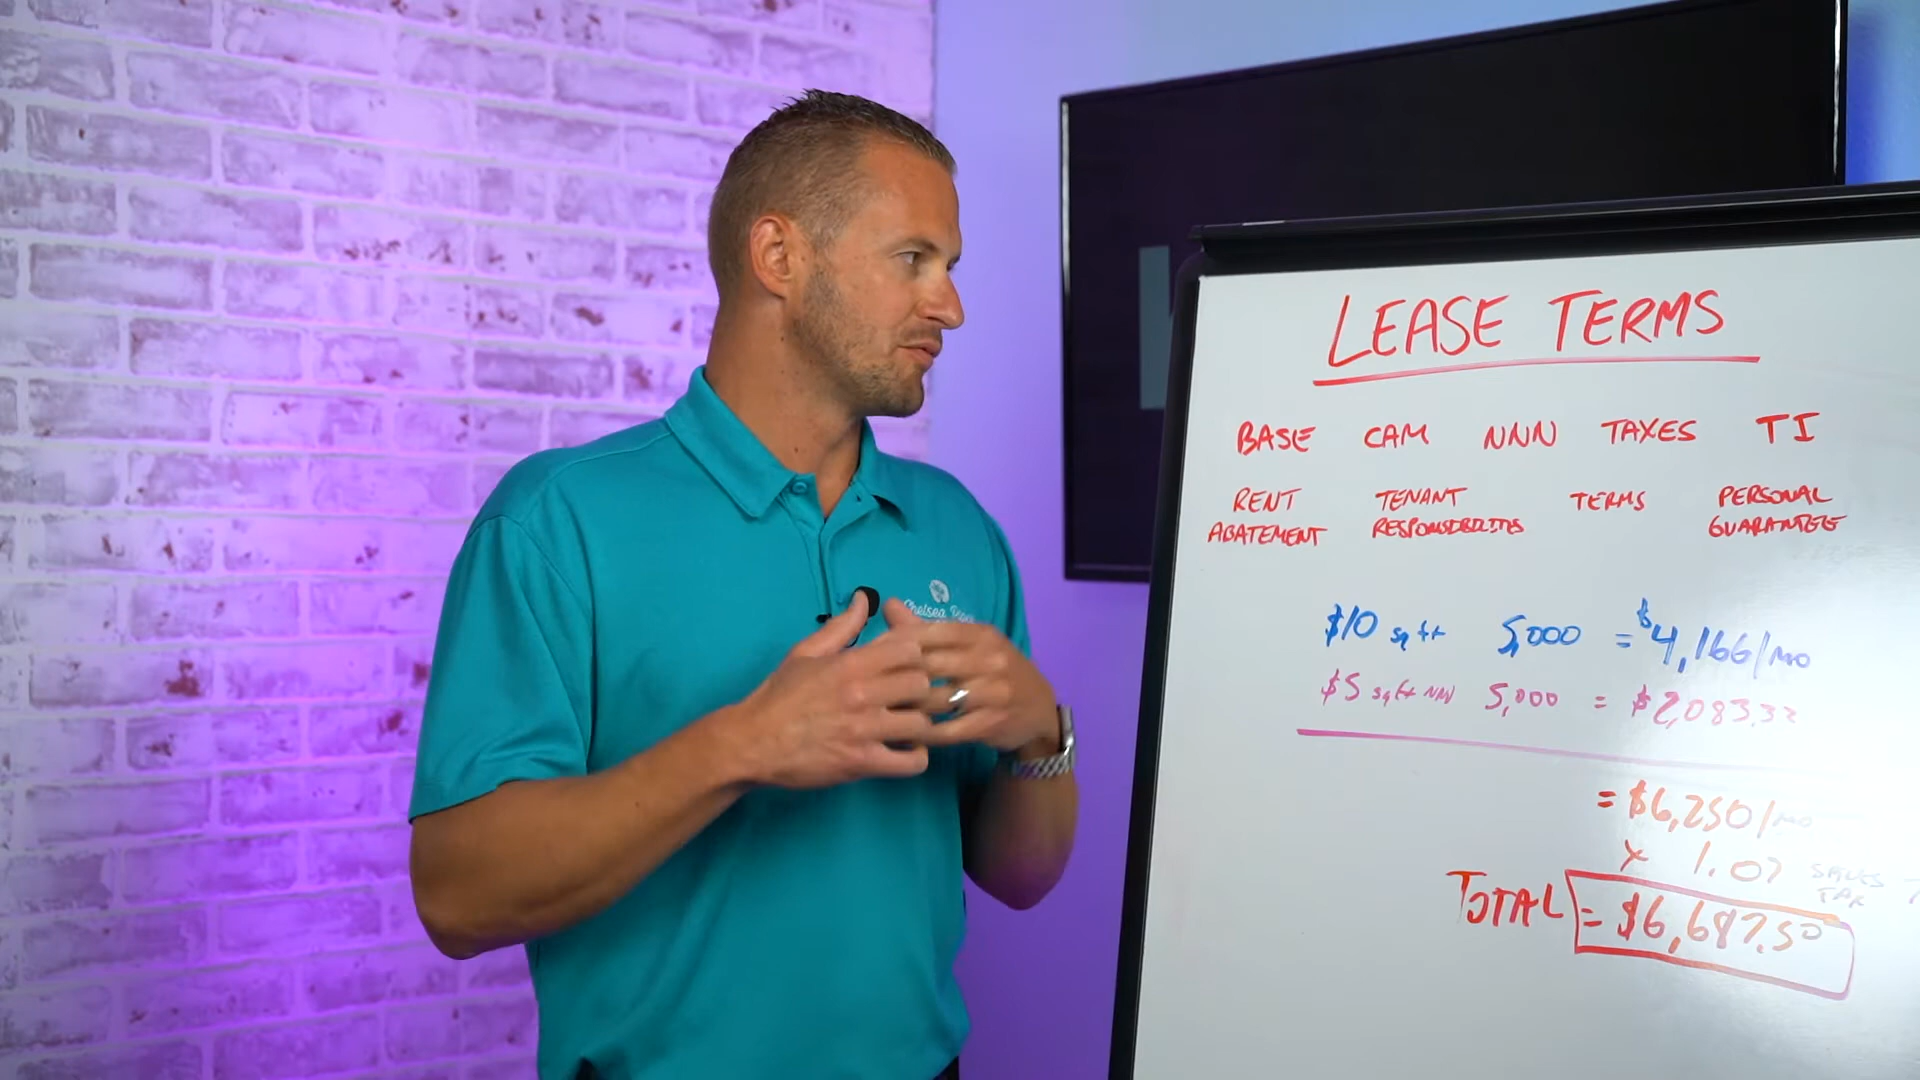 LEASE TERMS
BASE CAM NNN TAXES TI
RENT ABATEMENT
TENANT RESPONSIBILITIES
TERMS
PERSONAL GUARANTEE
$10 sq ft 5,000 = $4,166/mo
$5 sq ft NNN 5,000 = $2,083.33
= $6,250/mo
x 1.07 SALES TAX
TOTAL = $6,687.50
Chelsea